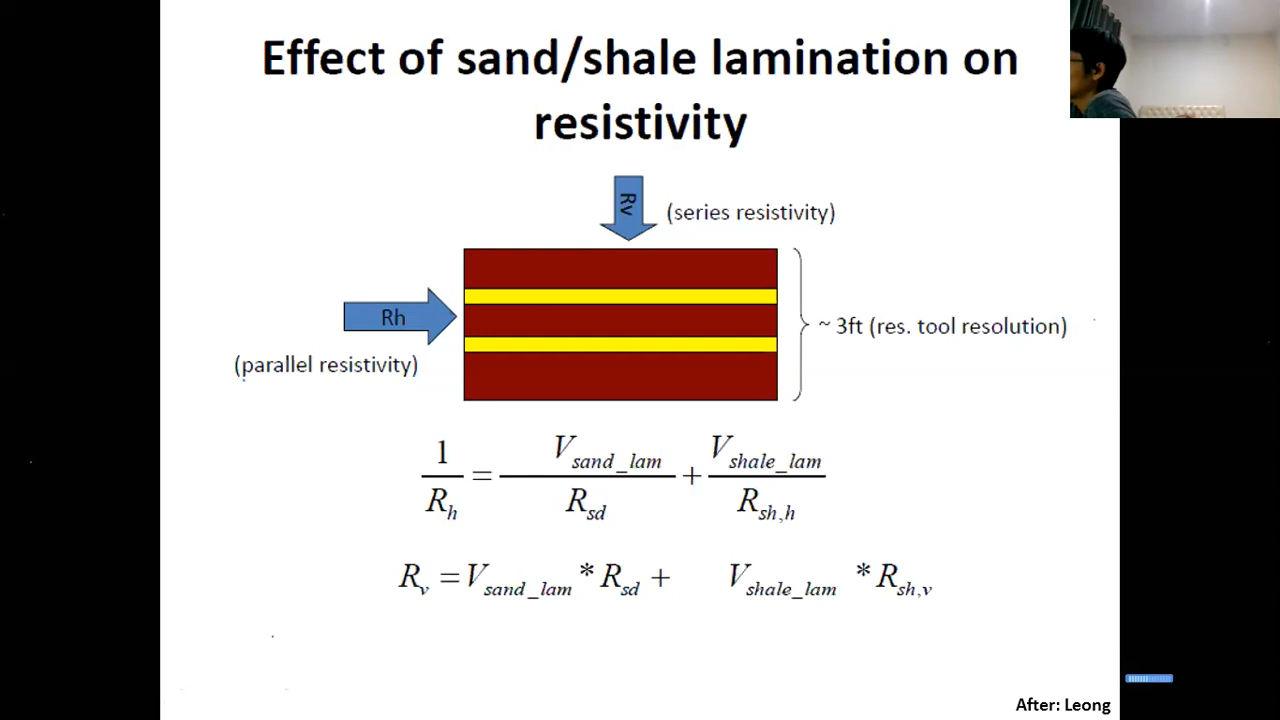 Effect of sand/shale lamination on
resistivity
Rv
(series resistivity)
Rh
~ 3ft (res. tool resolution)
(parallel resistivity)
1/R_h = V_sand_lam/R_sd + V_shale_lam/R_sh,h
R_v = V_sand_lam * R_sd + V_shale_lam * R_sh,v
After: Leong